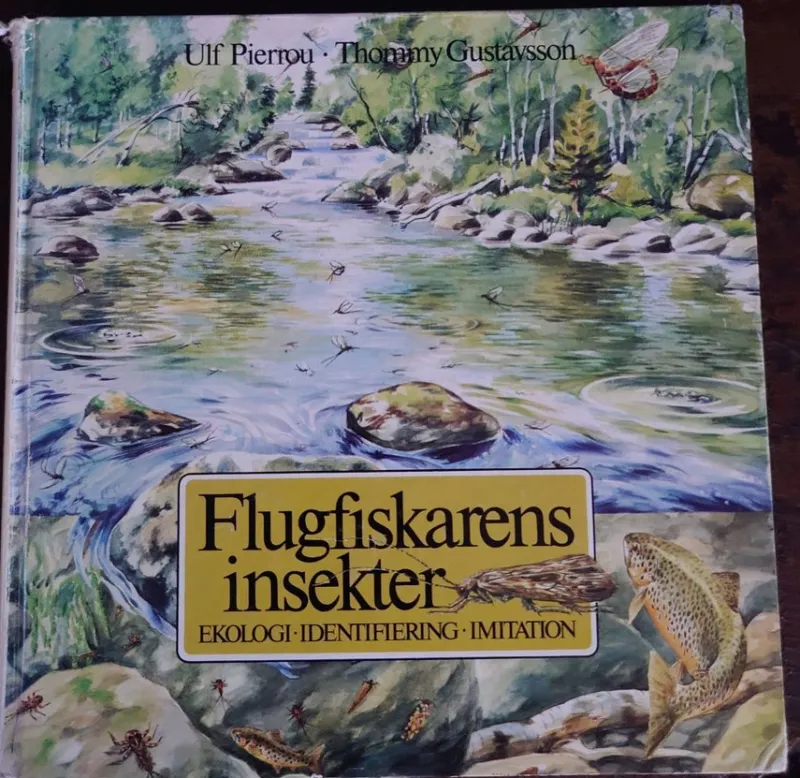 Ulf Pierrou · Thommy Gustavsson
Flugfiskarens
insekter
EKOLOGI · IDENTIFIERING · IMITATION